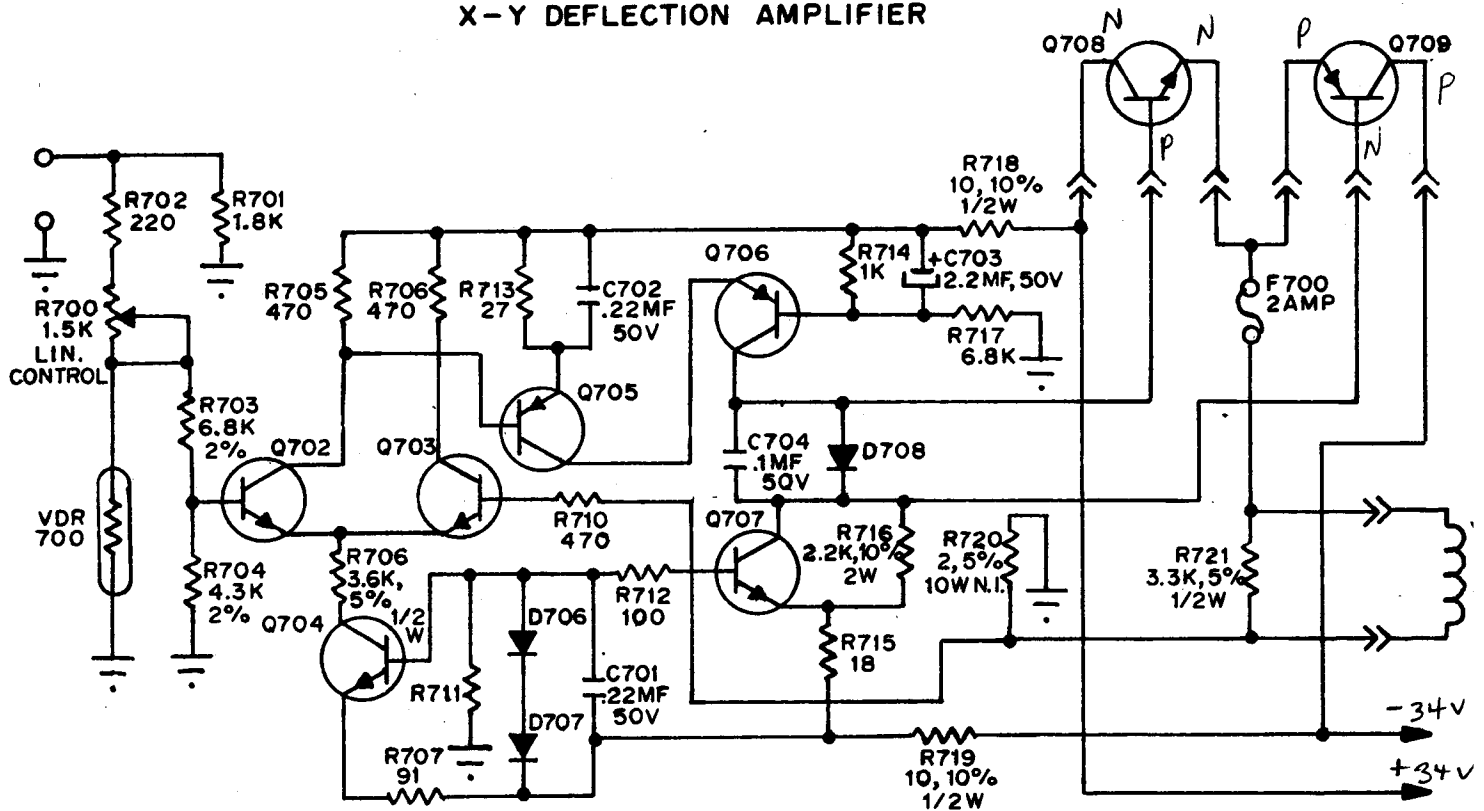 X-Y DEFLECTION AMPLIFIER
Q708
N
N
P
P
Q709
P
N
R702
220
R701
1.8K
R718
10, 10%
1/2W
R700
1.5K
LIN.
CONTROL
R705
470
R706
470
R713
27
C702
.22MF
50V
Q706
R714
1K
+C703
2.2MF, 50V
R717
6.8K
F700
2AMP
R703
6.8K
2%
Q702
Q703
Q705
C704
.1MF
50V
D708
VDR
700
R704
4.3K
2%
R706
3.6K,
5%
1/2
W
R710
470
Q707
R716
2.2K, 10%
2W
R720
2, 5%
10W N.I.
R721
3.3K, 5%
1/2W
Q704
R711
D706
D707
R712
100
C701
.22MF
50V
R715
18
R707
91
R719
10, 10%
1/2W
-34V
+34V